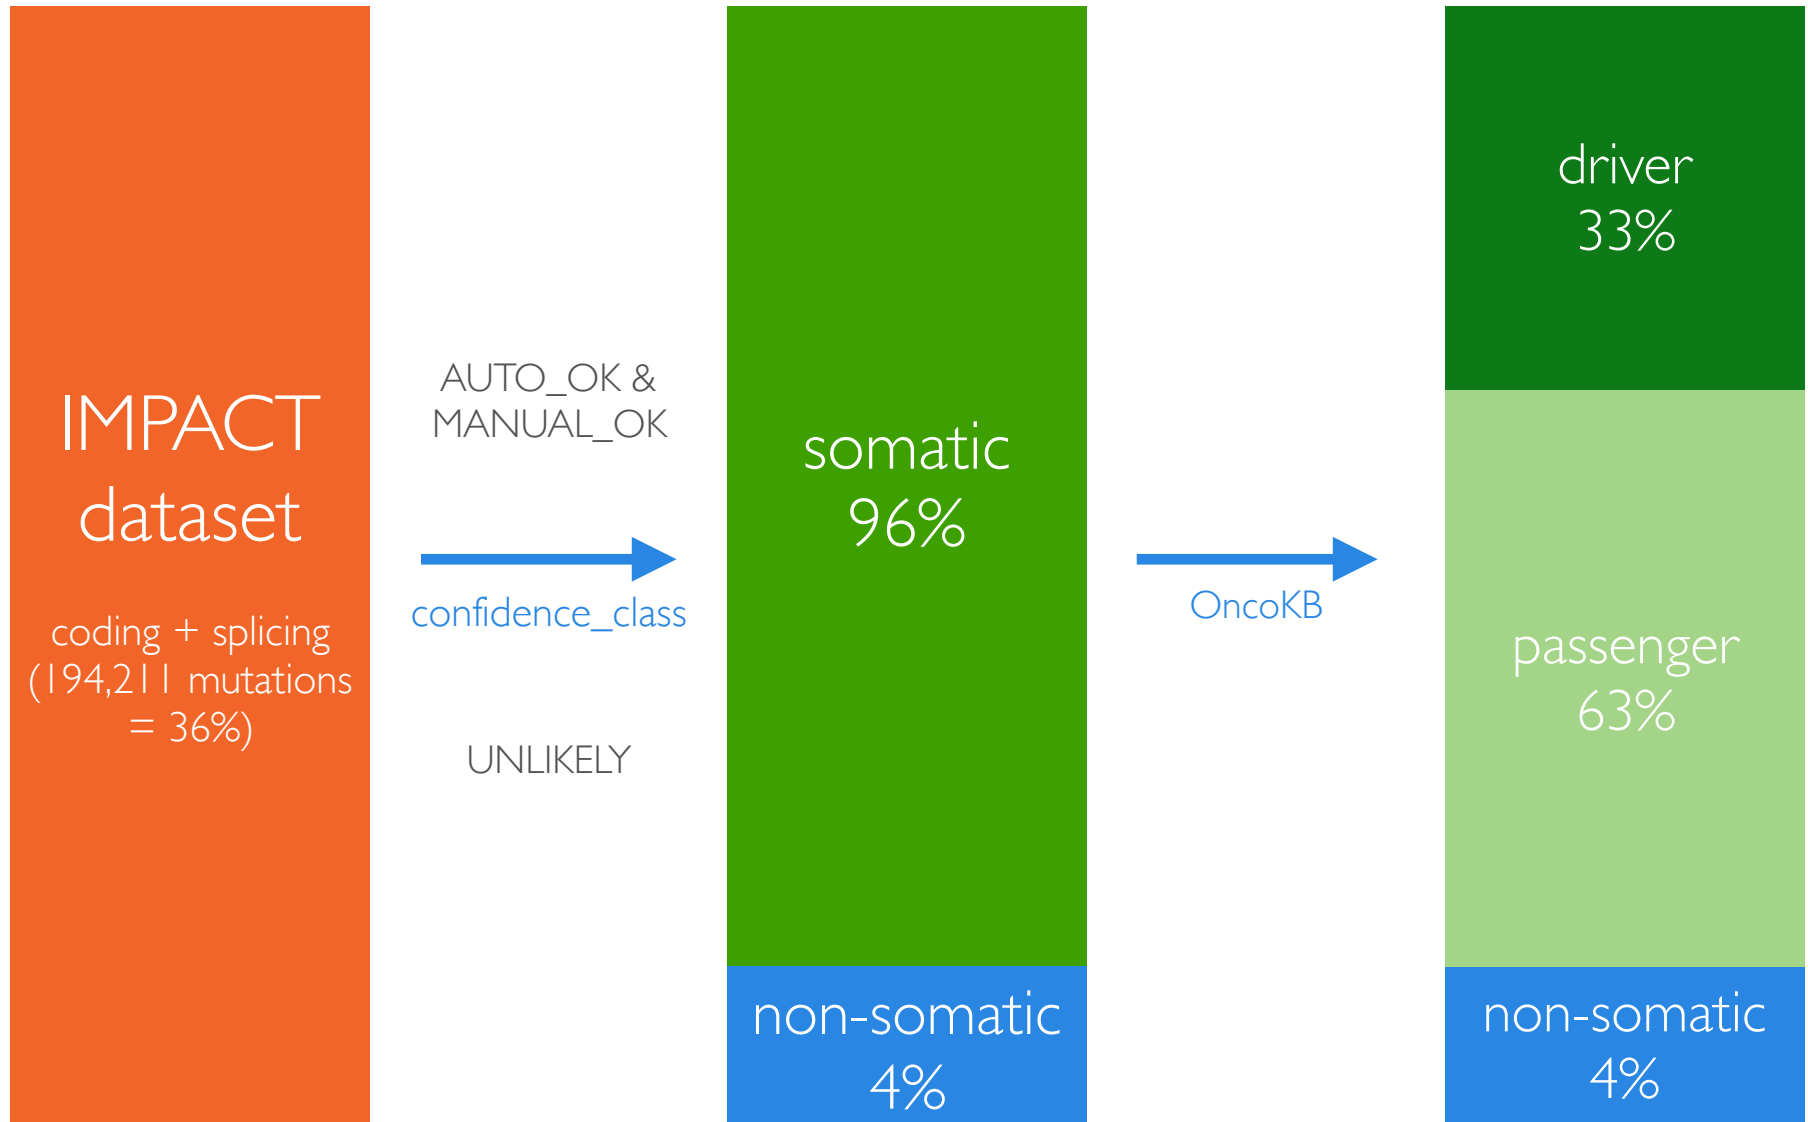 IMPACT
dataset
coding + splicing
(194,211 mutations
= 36%)
AUTO_OK &
MANUAL_OK
confidence_class
UNLIKELY
somatic
96%
non-somatic
4%
OncoKB
driver
33%
passenger
63%
non-somatic
4%